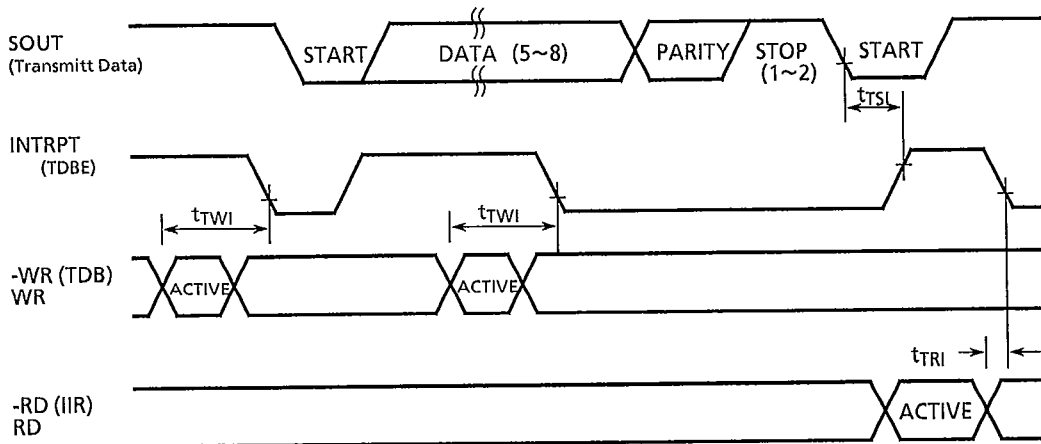 SOUT
(Transmitt Data)
START
DATA (5~8)
PARITY
STOP
(1~2)
START
tTSI
INTRPT
(TDBE)
tTWI
tTWI
-WR (TDB)
WR
ACTIVE
ACTIVE
tTRI
-RD (IIR)
RD
ACTIVE